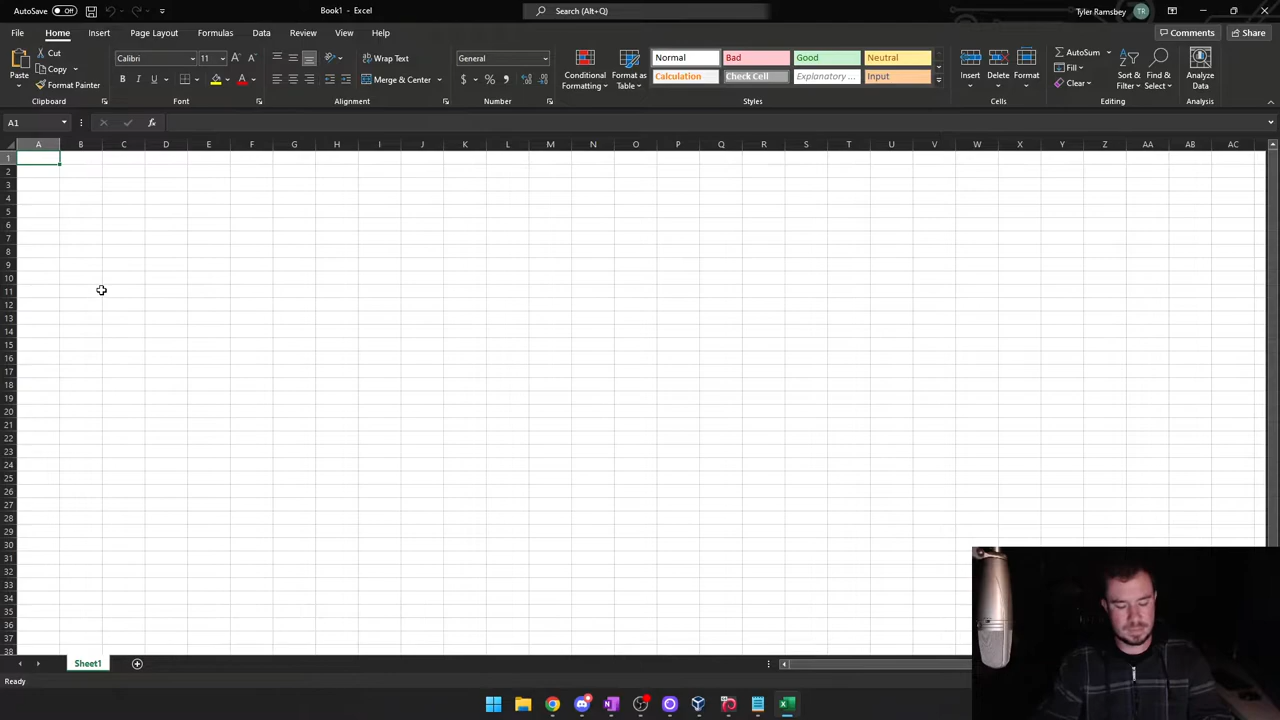 AutoSave Off Book1 - Excel Search (Alt+Q) Tyler Ramsbey TR
File Home Insert Page Layout Formulas Data Review View Help Comments Share
Paste Cut Copy Format Painter
Calibri 11 A A
B I U A
Wrap Text
Merge & Center
General
$ % ,
Conditional Formatting Format as Table
Normal Bad Good Neutral
Calculation Check Cell Explanatory ... Input
Insert Delete Format
AutoSum Fill Clear
Sort & Filter Find & Select
Analyze Data
Clipboard Font Alignment Number Styles Cells Editing Analysis
A1 fx
A B C D E F G H I J K L M N O P Q R S T U V W X Y Z AA AB AC
1
2
3
4
5
6
7
8
9
10
11
12
13
14
15
16
17
18
19
20
21
22
23
24
25
26
27
28
29
30
31
32
33
34
35
36
37
38
Sheet1
Ready